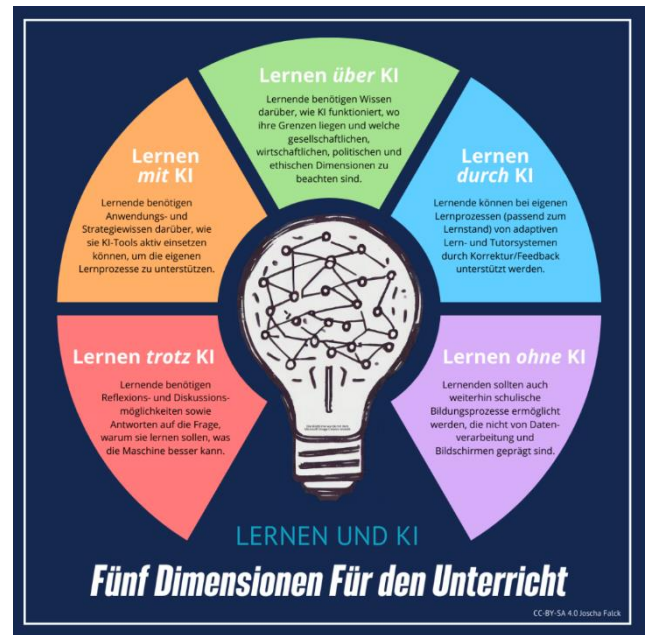 Lernen über KI
Lernende benötigen Wissen
darüber, wie KI funktioniert, wo
ihre Grenzen liegen und welche
gesellschaftlichen,
wirtschaftlichen, politischen und
ethischen Dimensionen zu
beachten sind.
Lernen
mit KI
Lernende benötigen
Anwendungs- und
Strategiewissen darüber, wie
sie KI-Tools aktiv einsetzen
können, um die eigenen
Lernprozesse zu unterstützen.
Lernen
durch KI
Lernende können bei eigenen
Lernprozessen (passend zum
Lernstand) von adaptiven
Lern- und Tutorsystemen
durch Korrektur/Feedback
unterstützt werden.
Lernen trotz KI
Lernende benötigen
Reflexions- und Diskussions-
möglichkeiten sowie
Antworten auf die Frage,
warum sie lernen sollen, was
die Maschine besser kann.
Lernen ohne KI
Lernenden sollten auch
weiterhin schulische
Bildungsprozesse ermöglicht
werden, die nicht von Daten-
verarbeitung und
Bildschirmen geprägt sind.
LERNEN UND KI
Fünf Dimensionen Für den Unterricht
CC-BY-SA 4.0 Joscha Falck